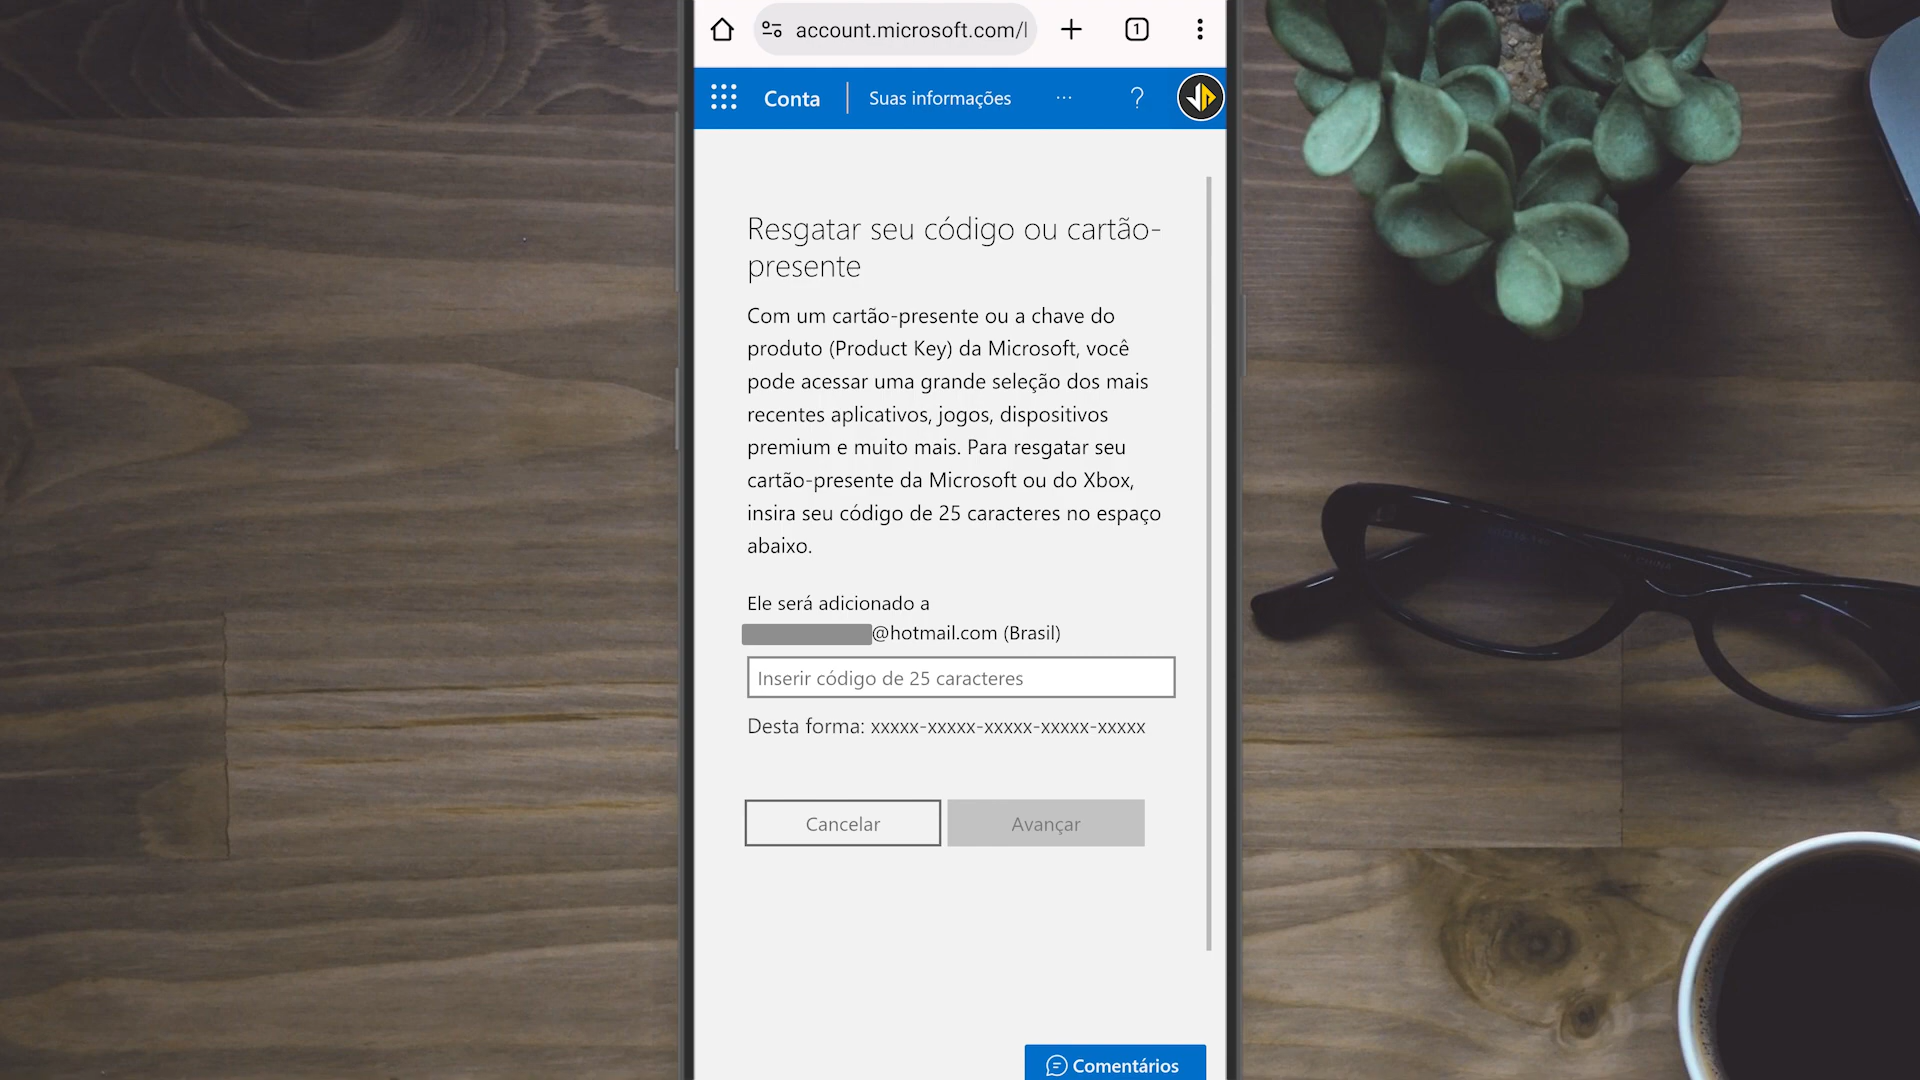 account.microsoft.com/
1
Conta
Suas informações
?
Resgatar seu código ou cartão-
presente
Com um cartão-presente ou a chave do
produto (Product Key) da Microsoft, você
pode acessar uma grande seleção dos mais
recentes aplicativos, jogos, dispositivos
premium e muito mais. Para resgatar seu
cartão-presente da Microsoft ou do Xbox,
insira seu código de 25 caracteres no espaço
abaixo.
Ele será adicionado a
@hotmail.com (Brasil)
Inserir código de 25 caracteres
Desta forma: xxxxx-xxxxx-xxxxx-xxxxx-xxxxx
Cancelar
Avançar
Comentários